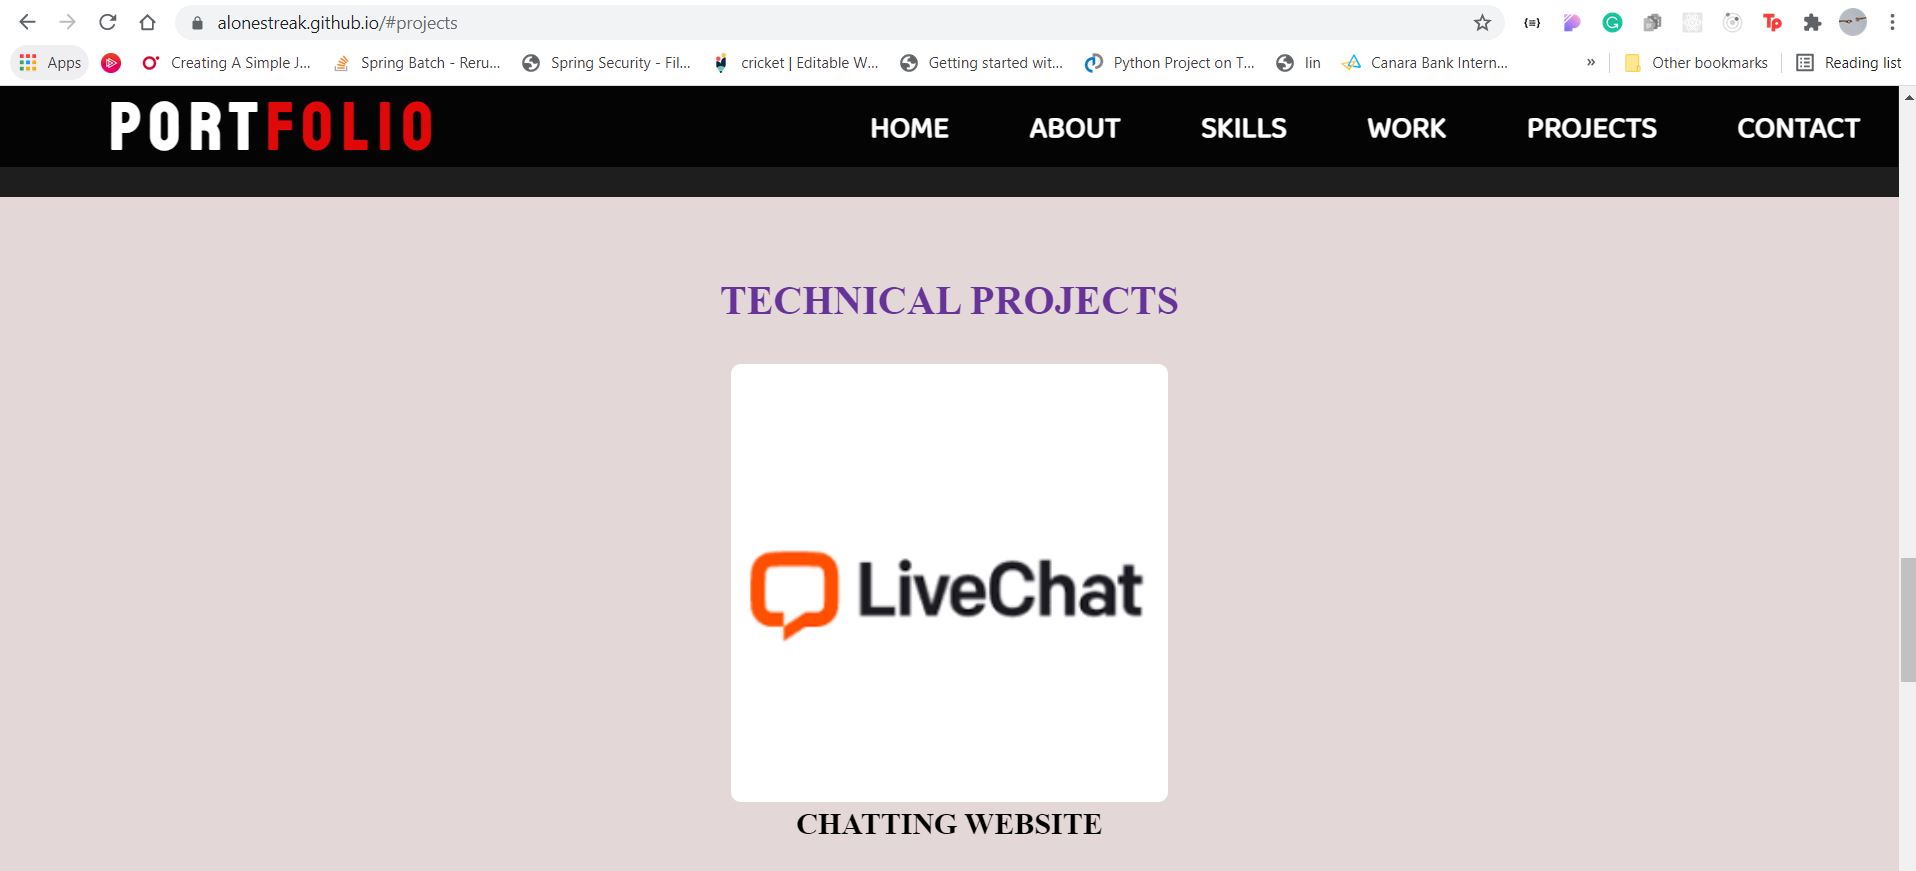 alonestreak.github.io/#projects
Apps
Creating A Simple J...
Spring Batch - Reru...
Spring Security - Fil...
cricket | Editable W...
Getting started wit...
Python Project on T...
lin
Canara Bank Intern...
»
Other bookmarks
Reading list
PORTFOLIO
HOME
ABOUT
SKILLS
WORK
PROJECTS
CONTACT
TECHNICAL PROJECTS
LiveChat
CHATTING WEBSITE